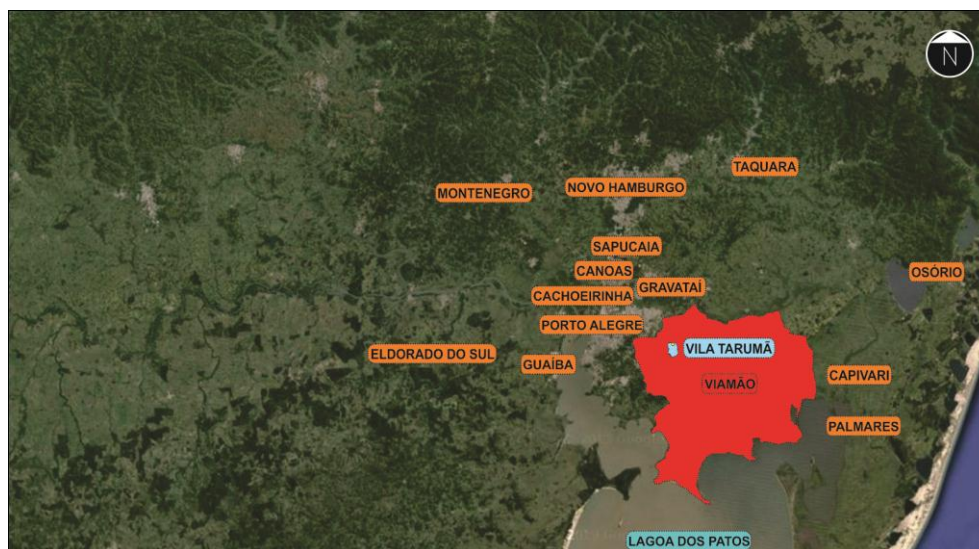 N
TAQUARA
MONTENEGRO
NOVO HAMBURGO
SAPUCAIA
CANOAS
OSÓRIO
GRAVATAÍ
CACHOEIRINHA
PORTO ALEGRE
VILA TARUMÃ
ELDORADO DO SUL
GUAÍBA
CAPIVARI
VIAMÃO
PALMARES
LAGOA DOS PATOS